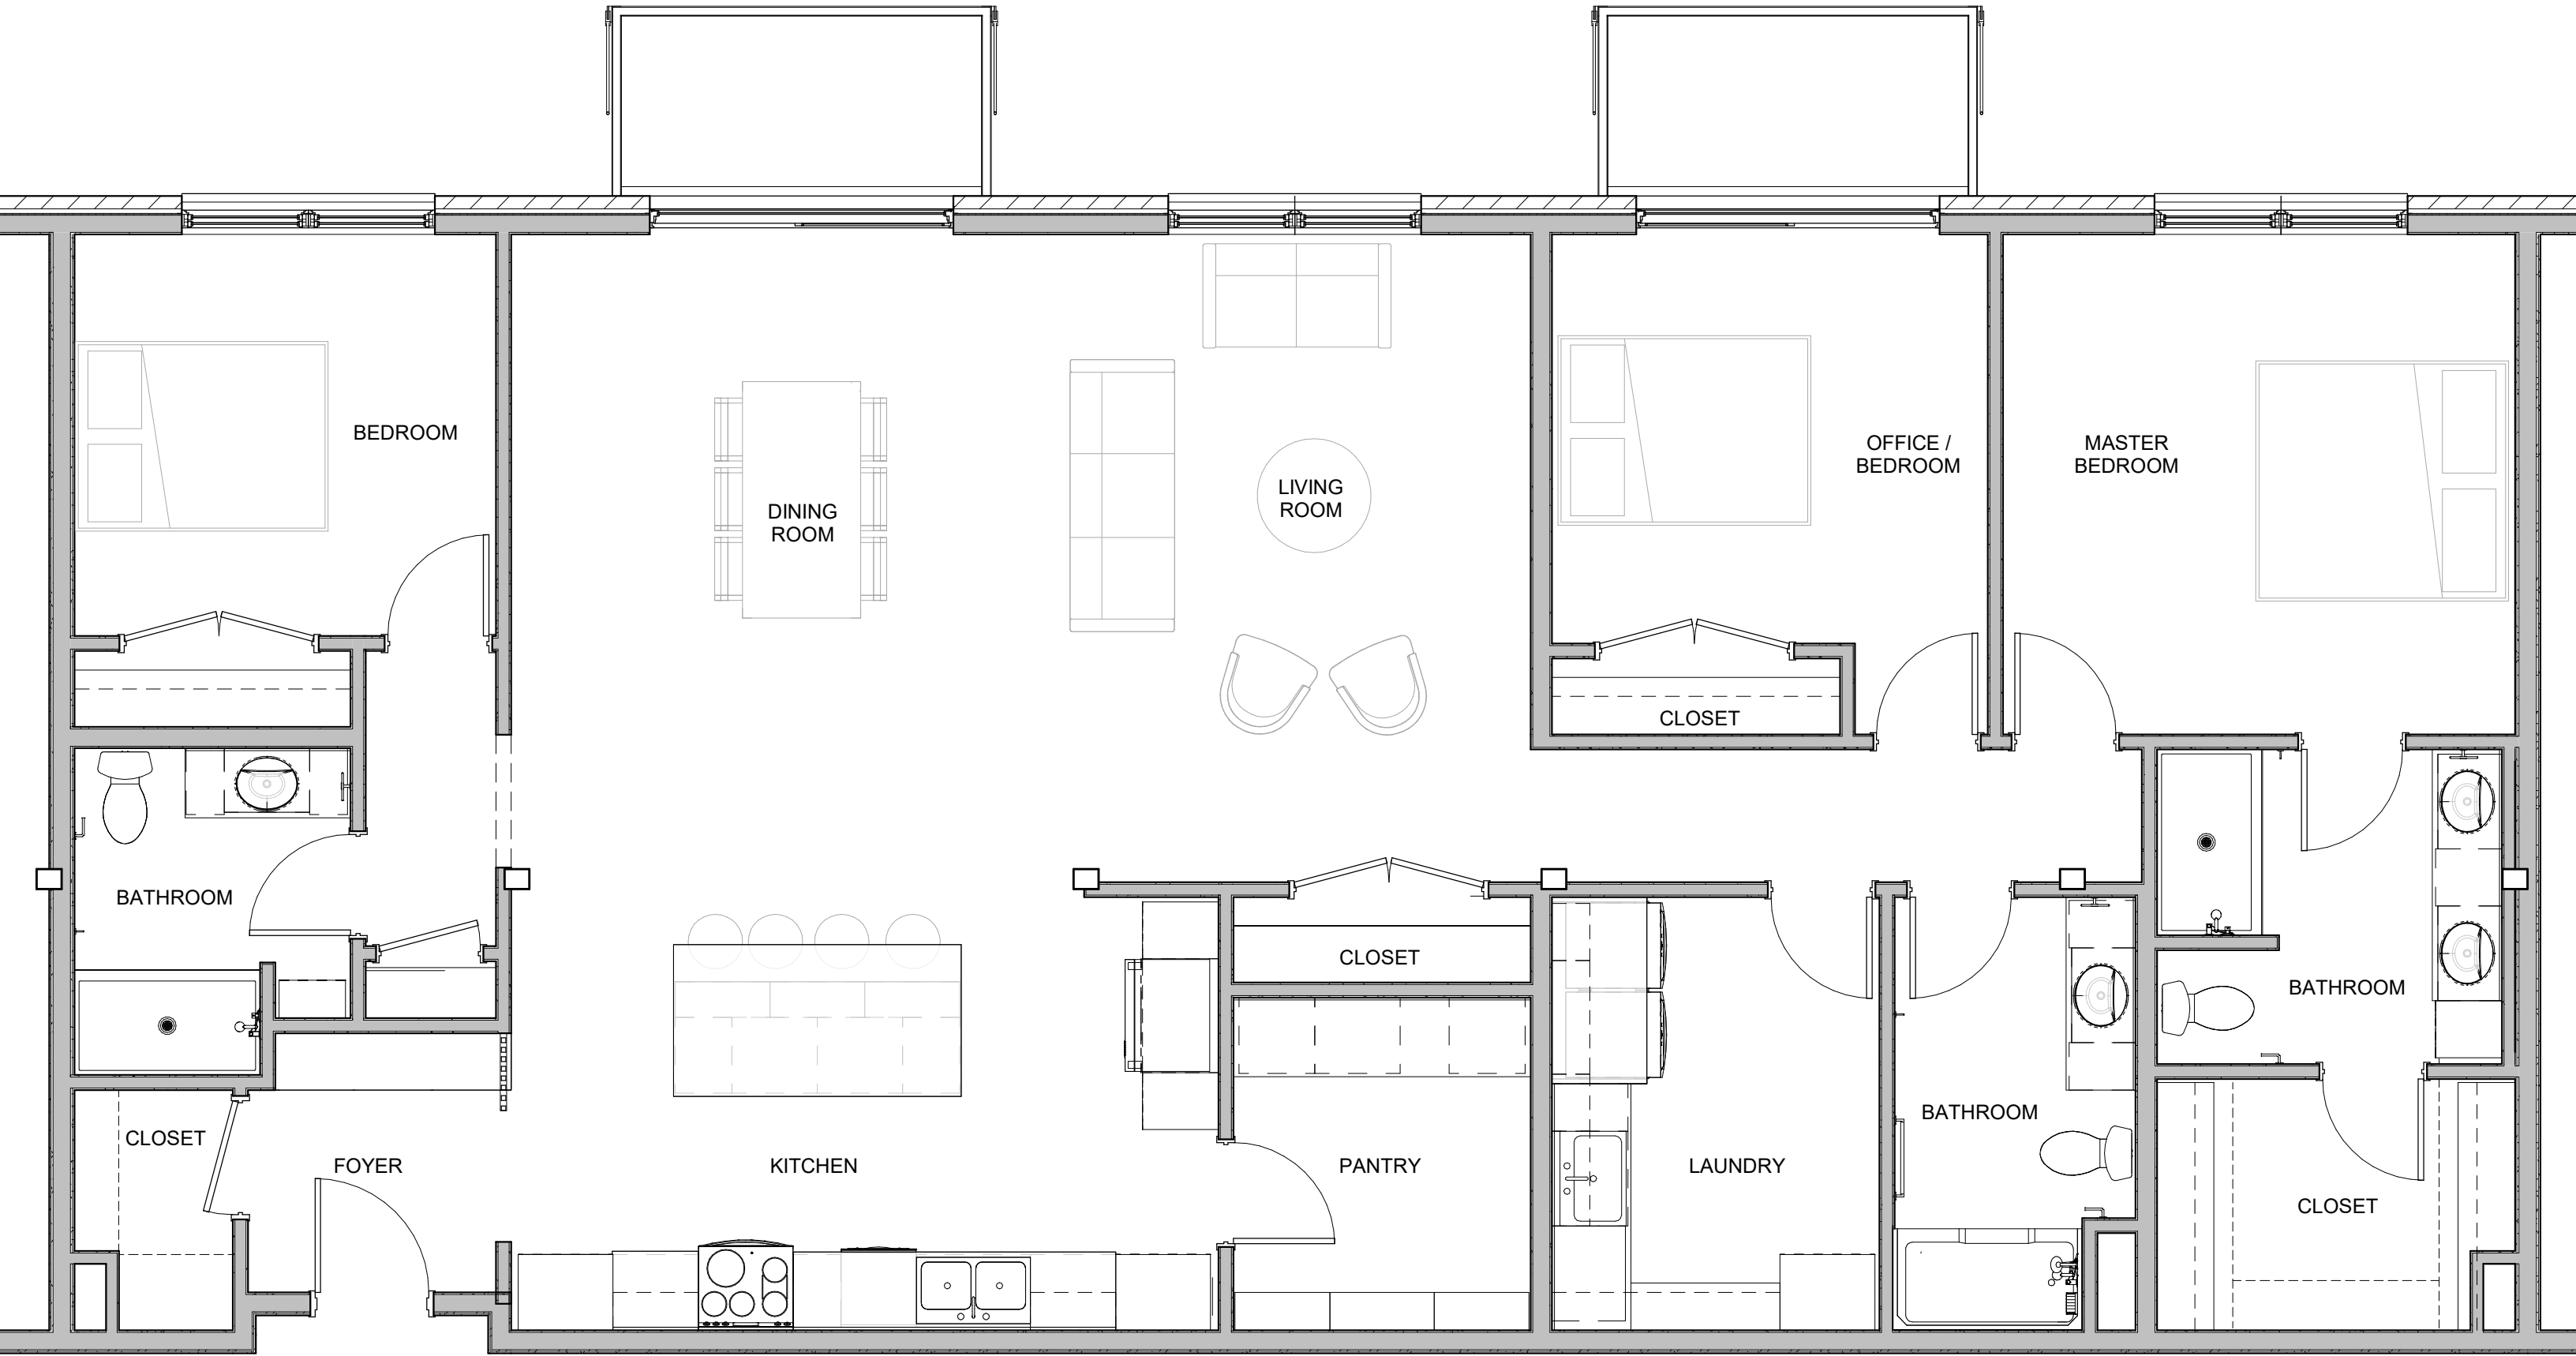 BEDROOM
OFFICE /
BEDROOM
MASTER
BEDROOM
DINING
ROOM
LIVING
ROOM
CLOSET
BATHROOM
CLOSET
BATHROOM
BATHROOM
CLOSET
FOYER
KITCHEN
PANTRY
LAUNDRY
CLOSET